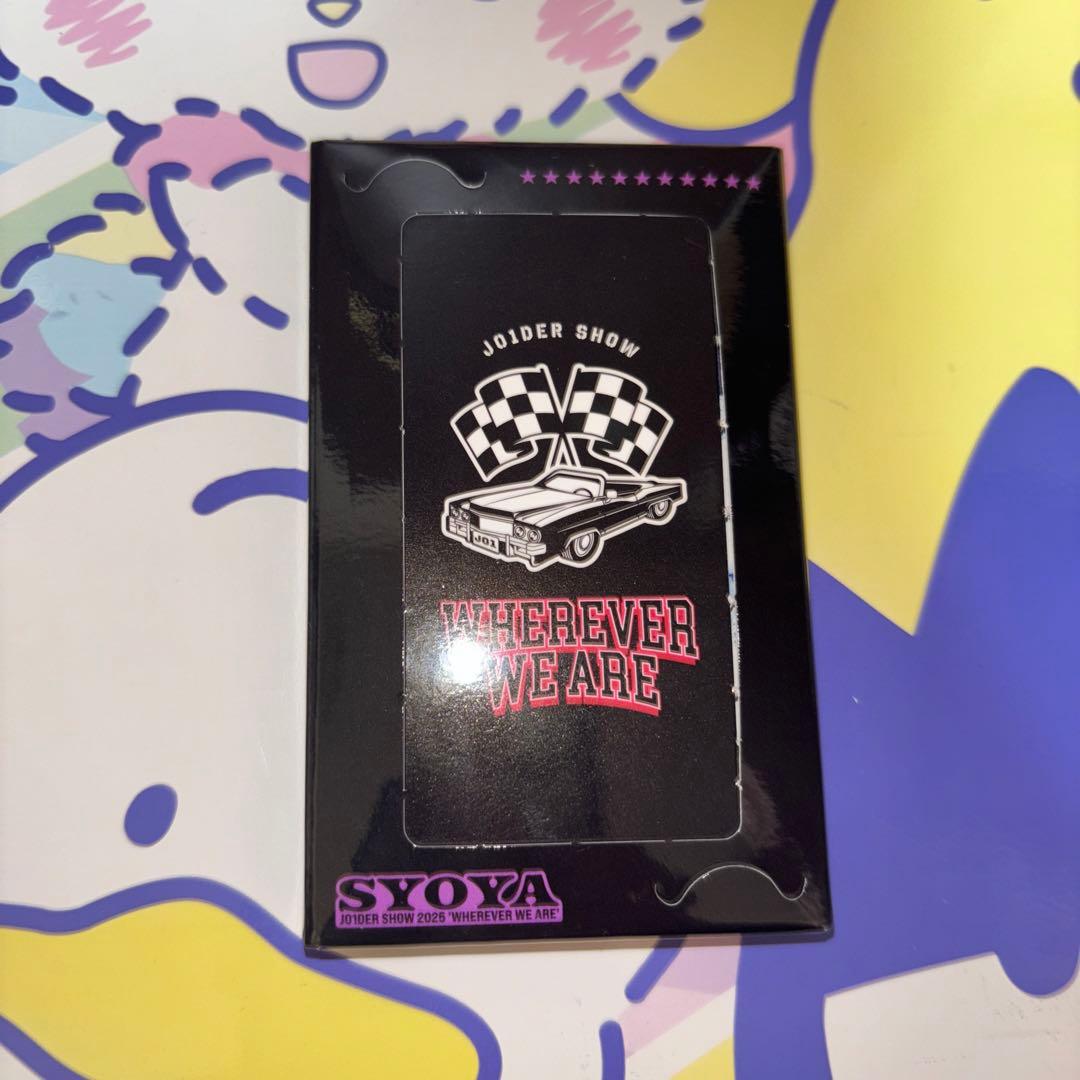 ★★★★★★★★★★★
JO1DER SHOW
JO1
WHEREVER
WE ARE
SYOYA
JO1DER SHOW 2025 'WHEREVER WE ARE'